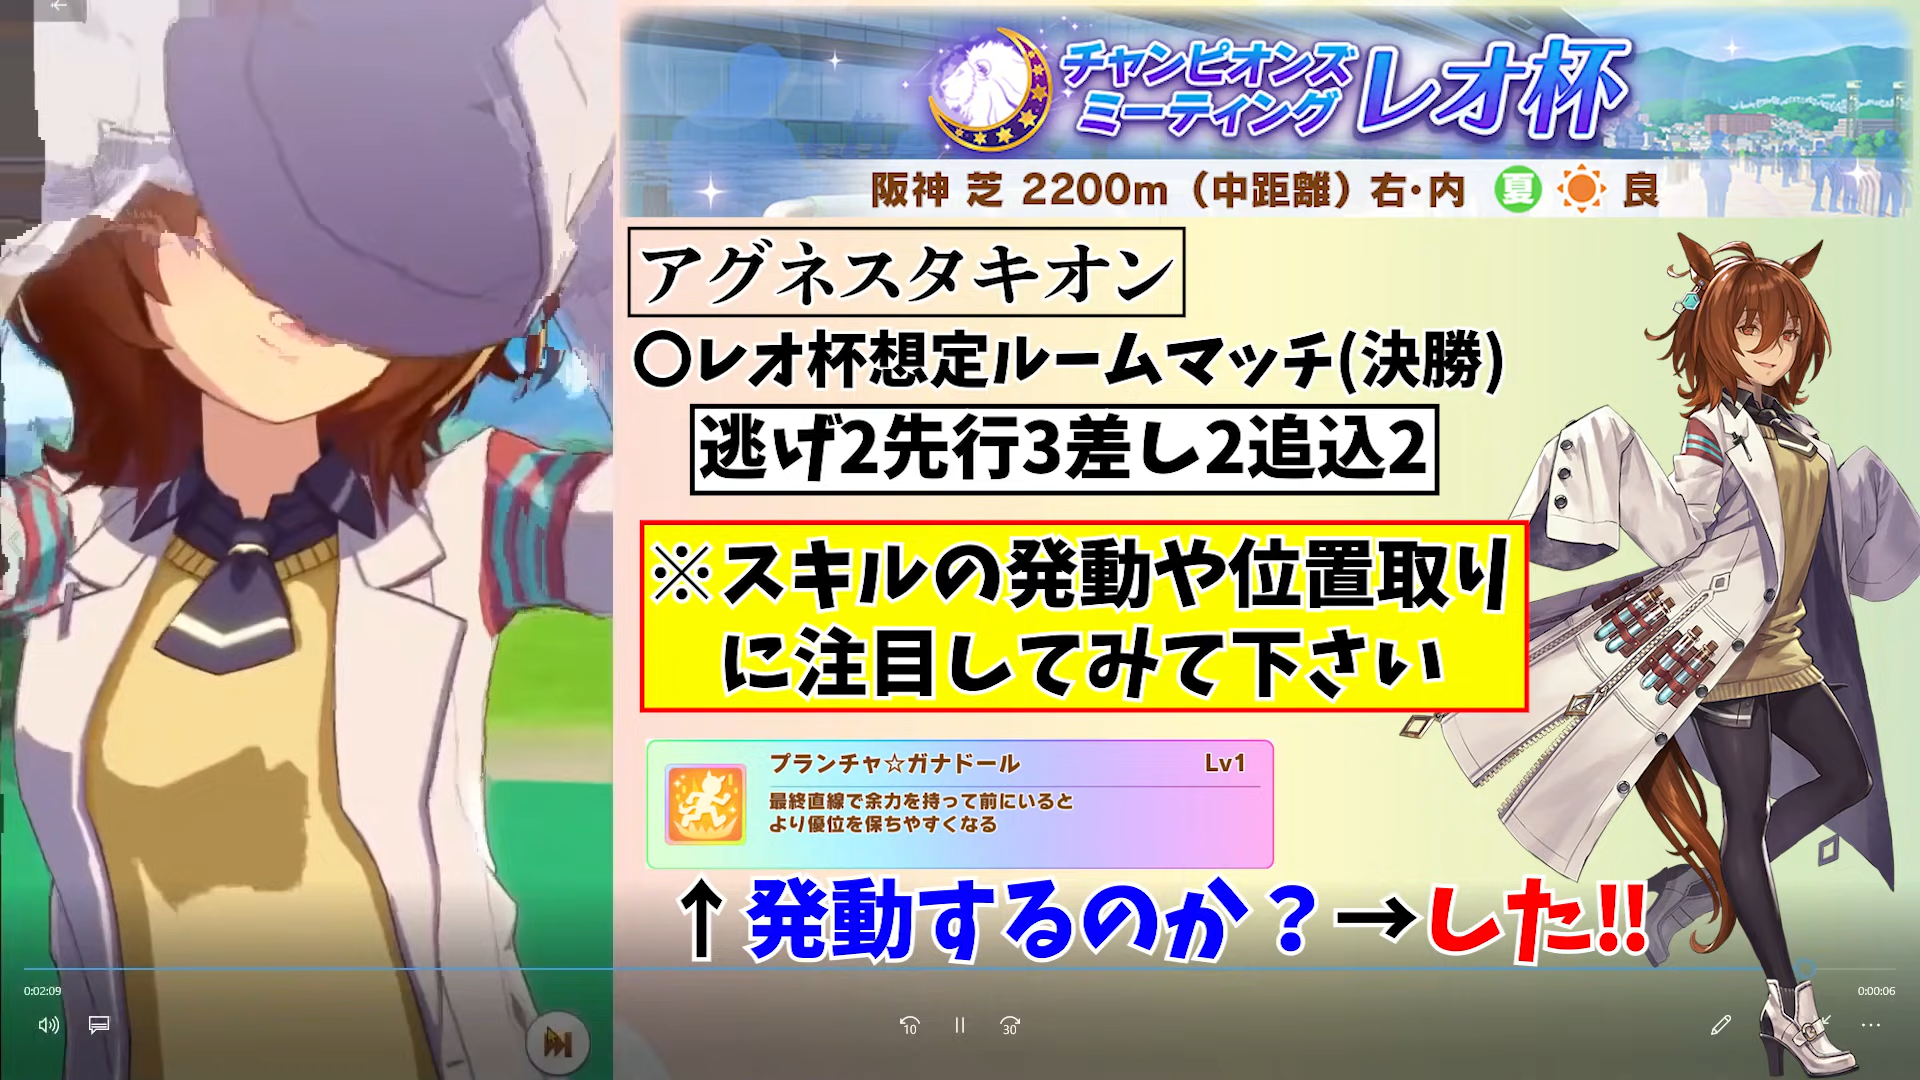 チャンピオンズ
ミーティング レオ杯
阪神 芝 2200m（中距離）右・内 夏 良
アグネスタキオン
〇レオ杯想定ルームマッチ(決勝)
逃げ2先行3差し2追込2
※スキルの発動や位置取り
に注目してみて下さい
プランチャ☆ガナドール Lv1
最終直線で余力を持って前にいると
より優位を保ちやすくなる
↑発動するのか？→した!!
0:02:09 0:00:06
10 30